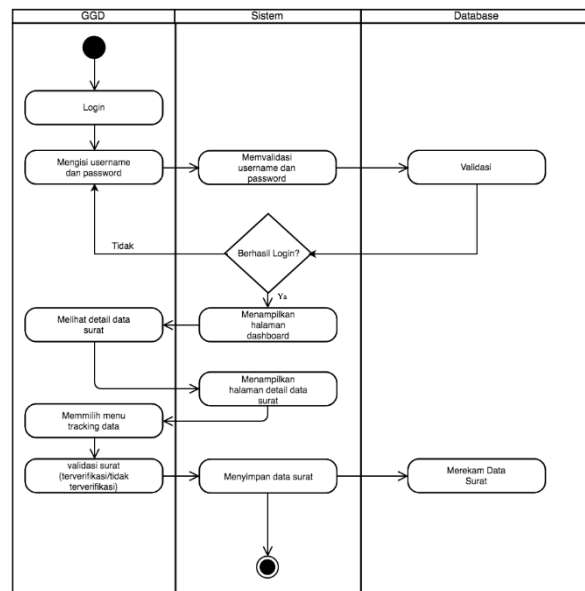 GGD
Sistem
Database
Login
Mengisi username
dan password
Memvalidasi
username dan
password
Validasi
Berhasil Login?
Tidak
Ya
Melihat detail data
surat
Menampilkan
halaman
dashboard
Menampilkan
halaman detail data
surat
Memmilih menu
tracking data
validasi surat
(terverifikasi/tidak
terverifikasi)
Menyimpan data surat
Merekam Data
Surat